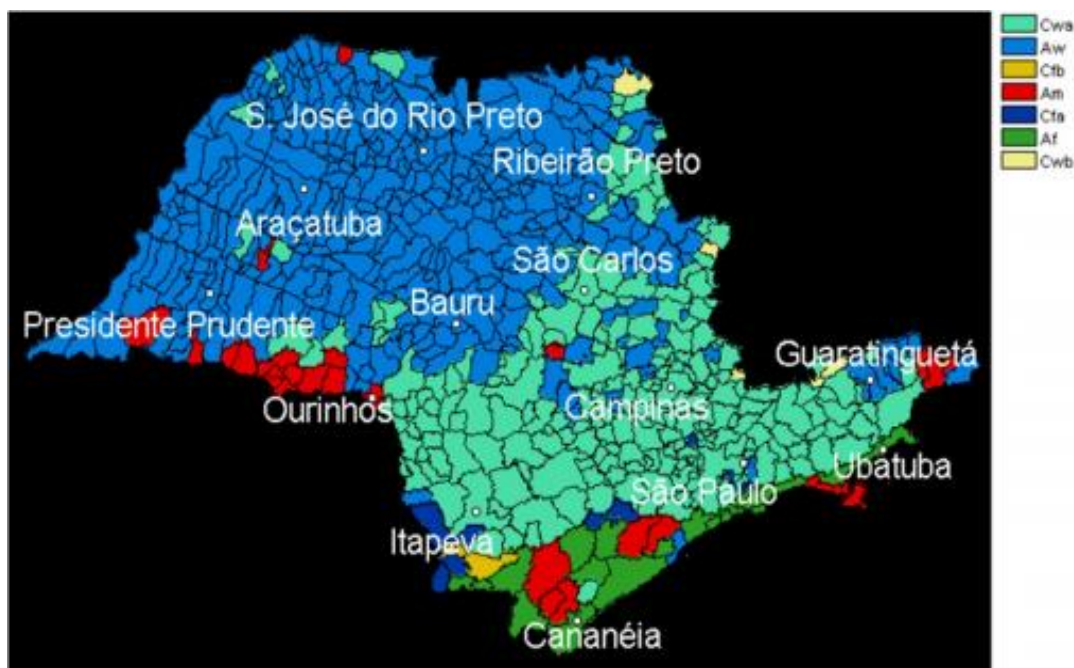 Cwa
Aw
Cfb
Am
Cfa
Af
Cwb
S. José do Rio Preto
Ribeirão Preto
Araçatuba
São Carlos
Bauru
Presidente Prudente
Guaratinguetá
Ourinhos
Campinas
Ubatuba
São Paulo
Itapeva
Cananéia